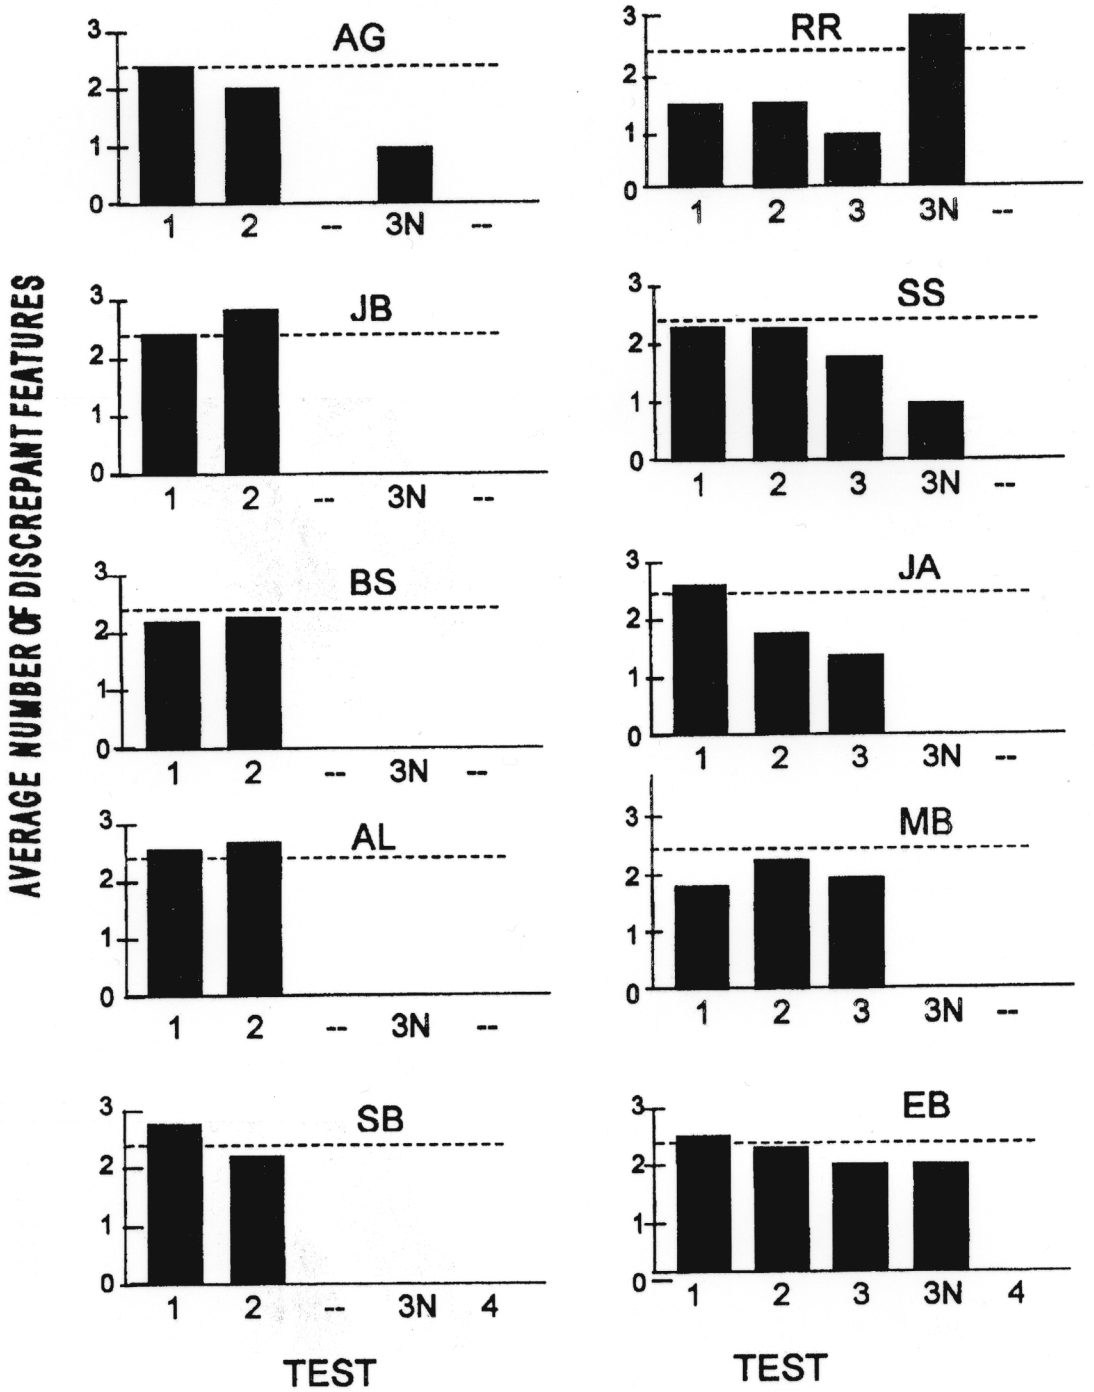 AVERAGE NUMBER OF DISCREPANT FEATURES
AG
3
2
1
0
1 2 -- 3N --
RR
3
2
1
0
1 2 3 3N --
JB
3
2
1
0
1 2 -- 3N --
SS
3
2
1
0
1 2 3 3N --
BS
3
2
1
0
1 2 -- 3N --
JA
3
2
1
0
1 2 3 3N --
AL
3
2
1
0
1 2 -- 3N --
MB
3
2
1
0
1 2 3 3N --
SB
3
2
1
0
1 2 -- 3N 4
TEST
EB
3
2
1
0
1 2 3 3N 4
TEST